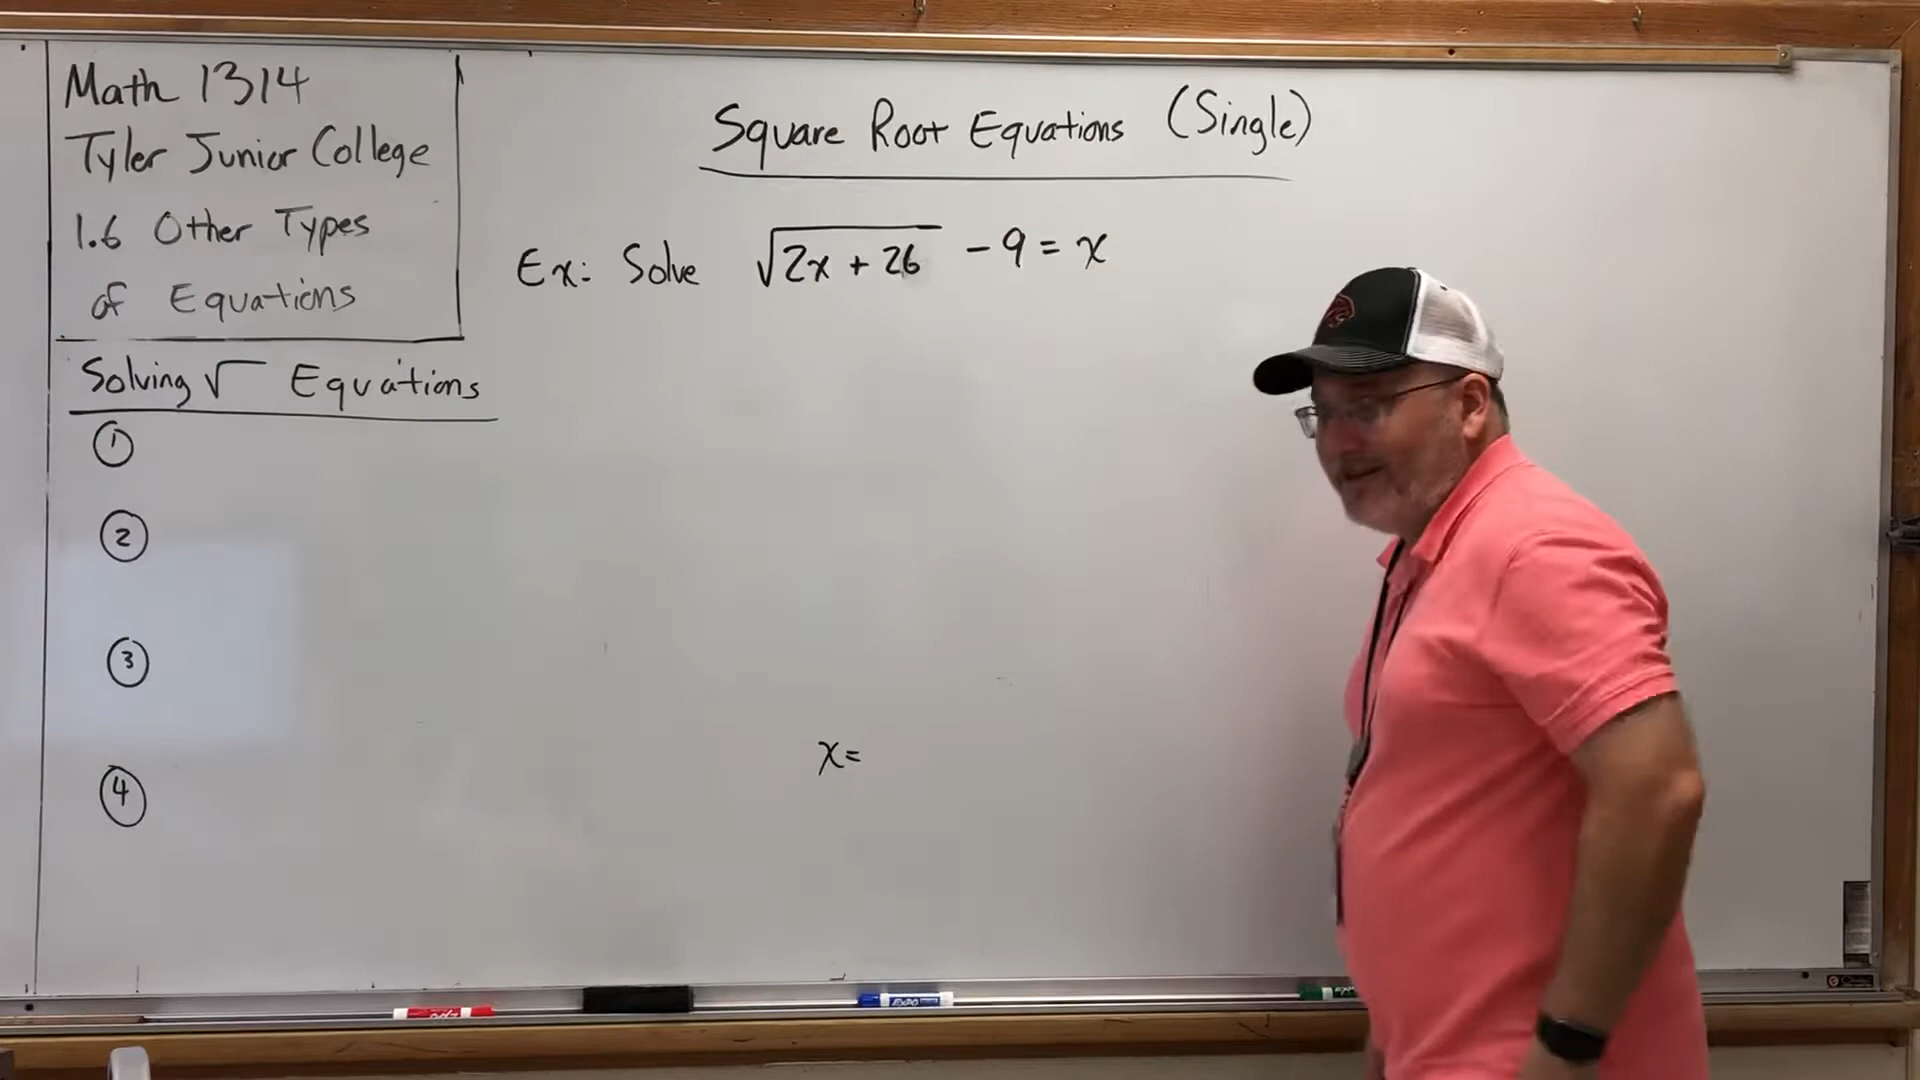 Math 1314
Tyler Junior College
1.6 Other Types
of Equations
Solving √ Equations
①
②
③
④
Square Root Equations (Single)
Ex: Solve √(2x + 26) - 9 = x
x=
EXPO